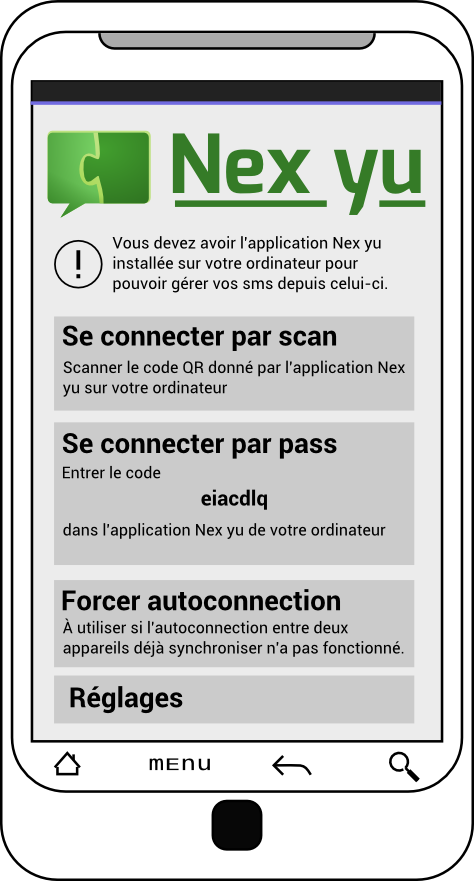 Nex yu
Vous devez avoir l'application Nex yu
installée sur votre ordinateur pour
pouvoir gérer vos sms depuis celui-ci.
Se connecter par scan
Scanner le code QR donné par l'application Nex
yu sur votre ordinateur
Se connecter par pass
Entrer le code
eiacdlq
dans l'application Nex yu de votre ordinateur
Forcer autoconnection
À utiliser si l'autoconnection entre deux
appareils déjà synchroniser n'a pas fonctionné.
Réglages
MENU